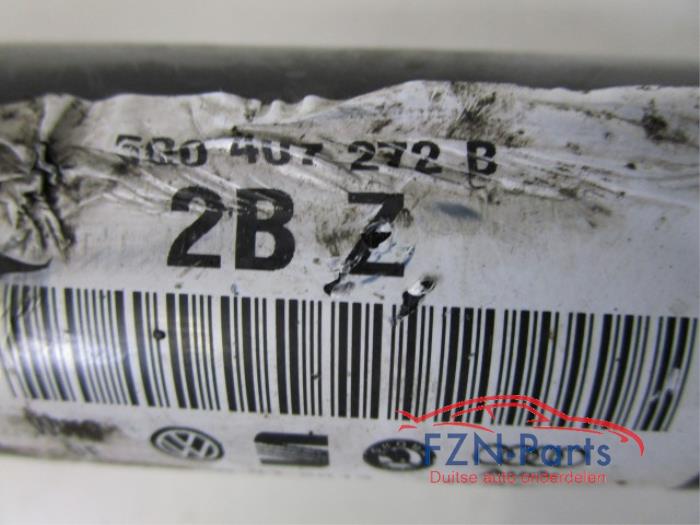 5Q0 407 272 B
2B Z
FZN-Parts
Duitse auto onderdelen